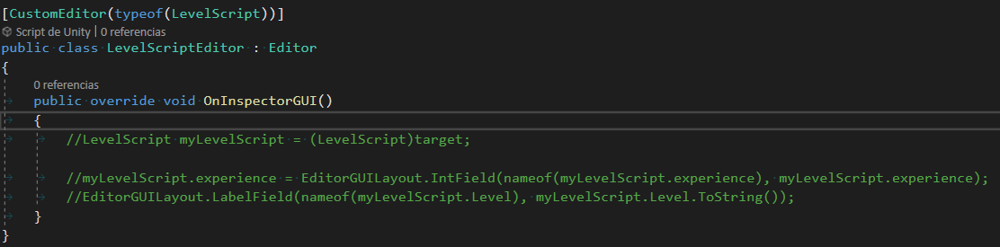 [CustomEditor(typeof(LevelScript))]
Script de Unity | 0 referencias
public class LevelScriptEditor : Editor
{
0 referencias
public override void OnInspectorGUI()
{
//LevelScript myLevelScript = (LevelScript)target;
//myLevelScript.experience = EditorGUILayout.IntField(nameof(myLevelScript.experience), myLevelScript.experience);
//EditorGUILayout.LabelField(nameof(myLevelScript.Level), myLevelScript.Level.ToString());
}
}